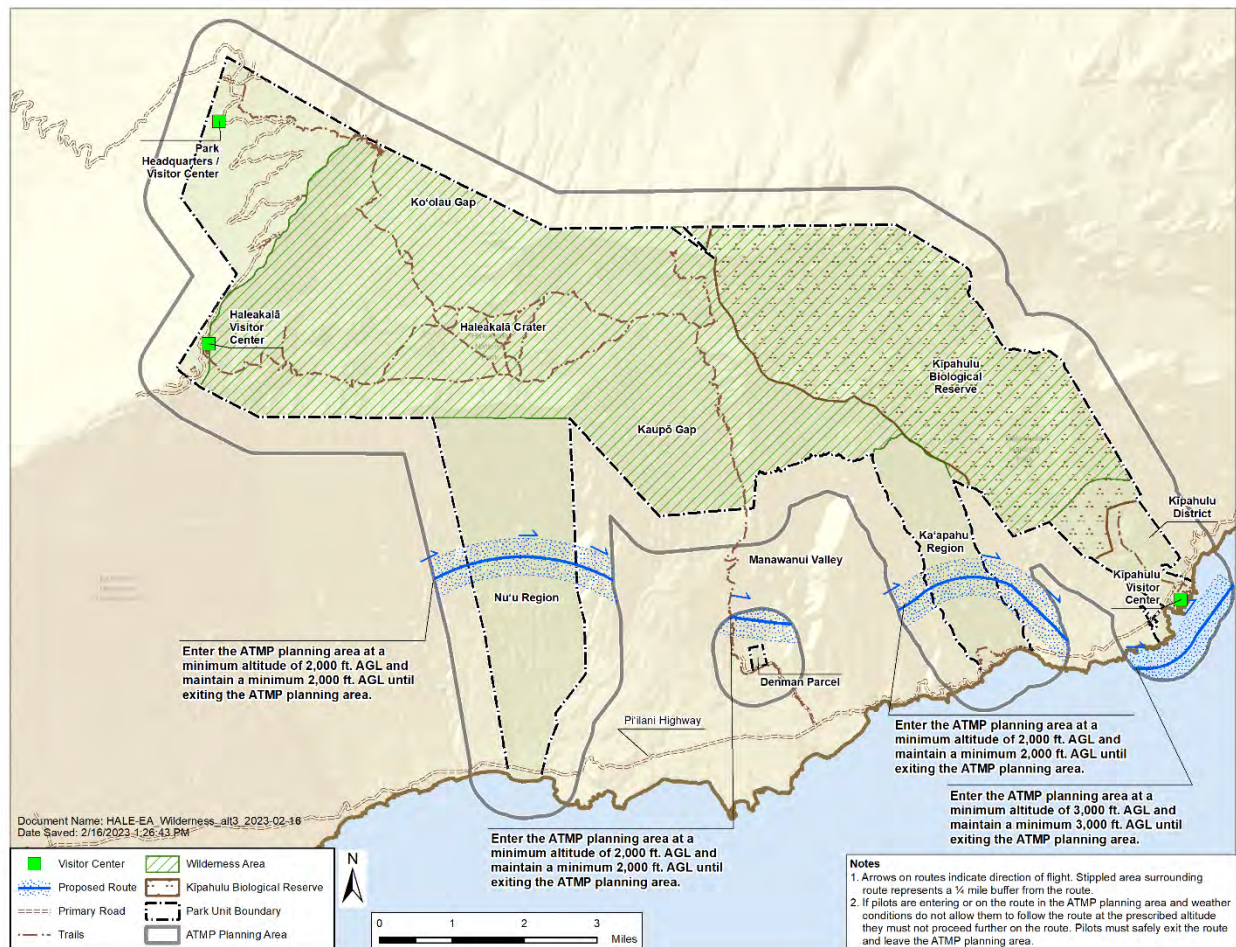 Park
Headquarters /
Visitor Center
Koʻolau Gap
Haleakalā
Visitor
Center
Haleakalā Crater
Kīpahulu
Biological
Reserve
Kaupō Gap
Kīpahulu
District
Kaʻapahu
Region
Manawanui Valley
Kīpahulu
Visitor
Center
Nuʻu Region
Enter the ATMP planning area at a
minimum altitude of 2,000 ft. AGL and
maintain a minimum 2,000 ft. AGL until
exiting the ATMP planning area.
Denman Parcel
Piʻilani Highway
Enter the ATMP planning area at a
minimum altitude of 2,000 ft. AGL and
maintain a minimum 2,000 ft. AGL until
exiting the ATMP planning area.
Enter the ATMP planning area at a
minimum altitude of 3,000 ft. AGL and
maintain a minimum 3,000 ft. AGL until
exiting the ATMP planning area.
Enter the ATMP planning area at a
minimum altitude of 2,000 ft. AGL and
maintain a minimum 2,000 ft. AGL until
exiting the ATMP planning area.
Document Name: HALE-EA_Wilderness_alt3_2023-02-16
Date Saved: 2/16/2023 1:26:43 PM
Visitor Center
Wilderness Area
Proposed Route
Kīpahulu Biological Reserve
Primary Road
Park Unit Boundary
Trails
ATMP Planning Area
N
0 1 2 3
Miles
Notes
1. Arrows on routes indicate direction of flight. Stippled area surrounding
route represents a ¼ mile buffer from the route.
2. If pilots are entering or on the route in the ATMP planning area and weather
conditions do not allow them to follow the route at the prescribed altitude
they must not proceed further on the route. Pilots must safely exit the route
and leave the ATMP planning area.